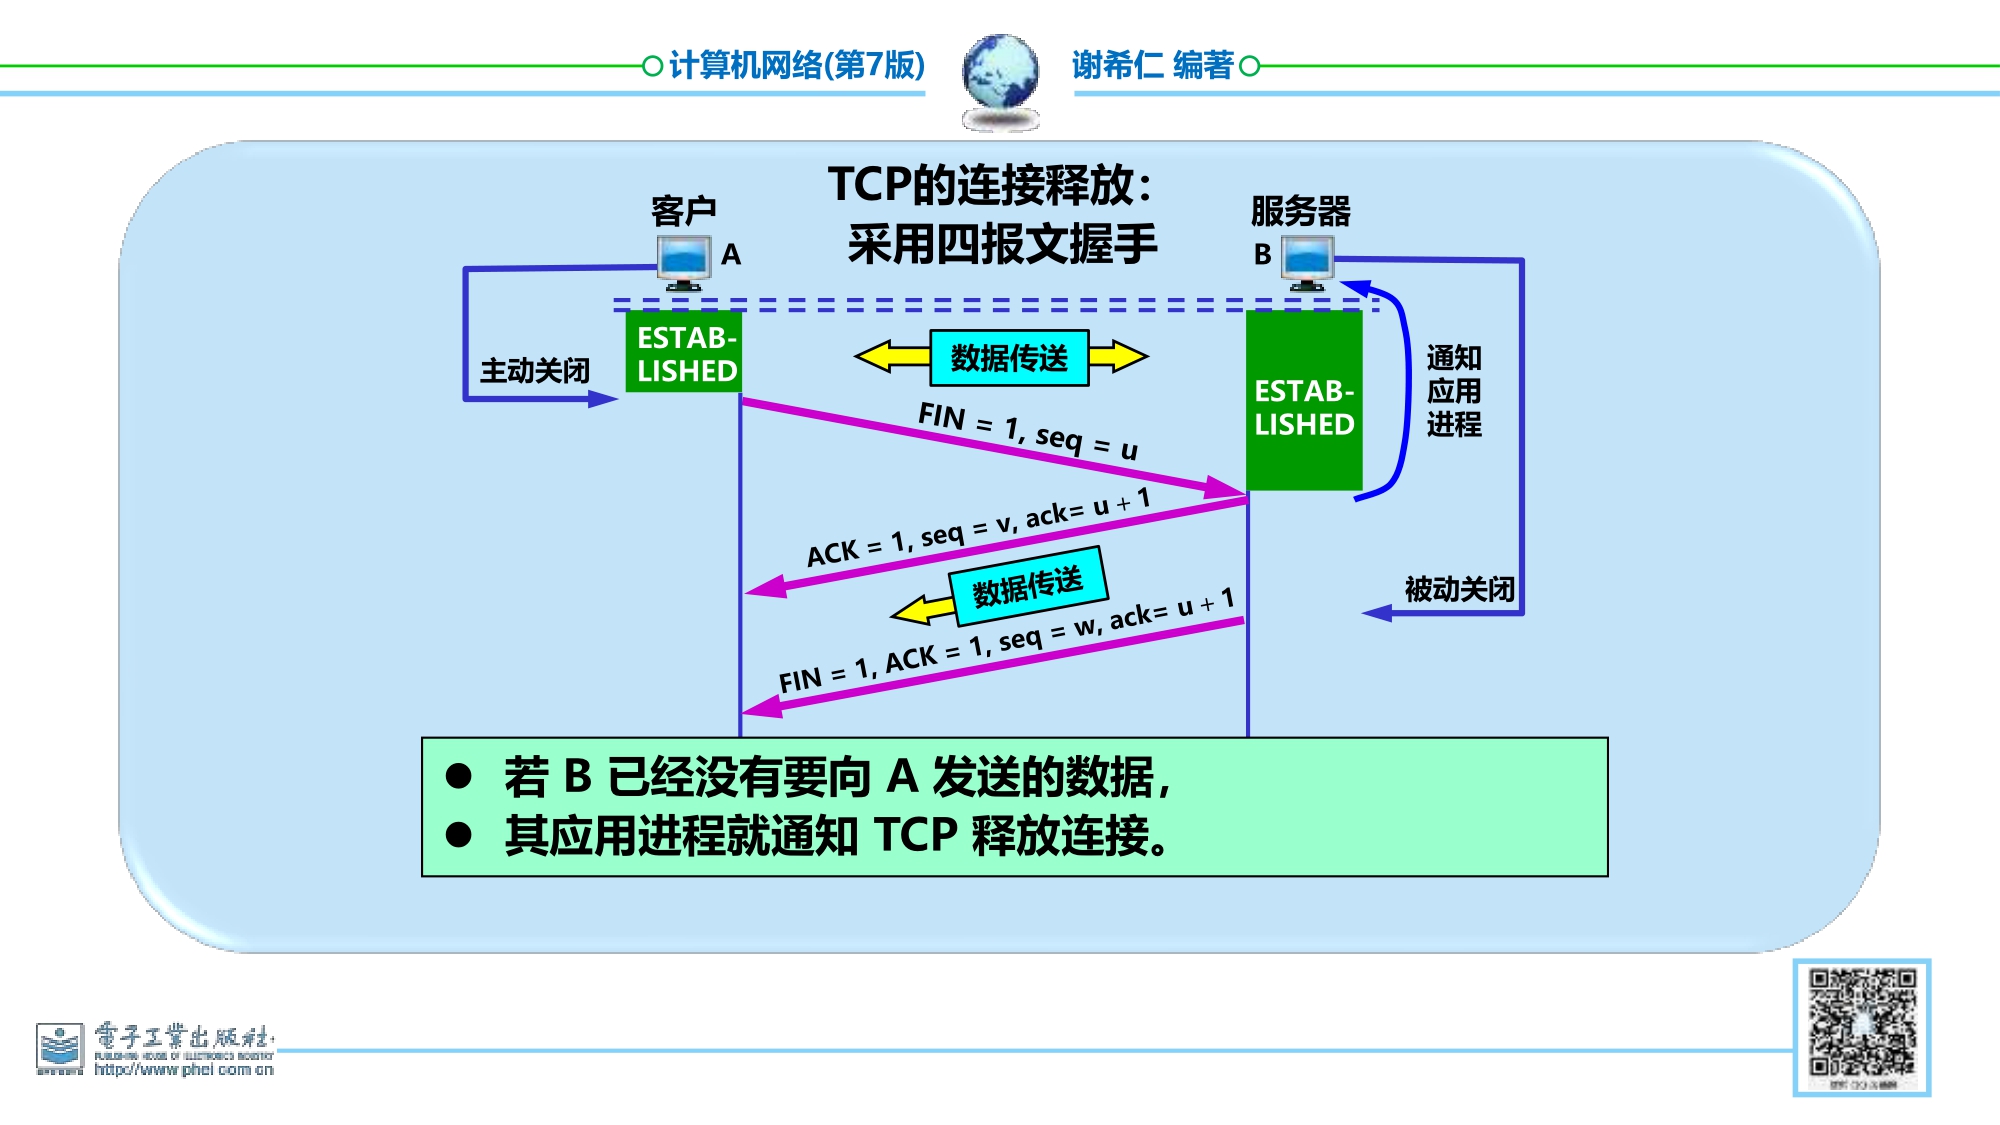 计算机网络(第7版)
谢希仁 编著
TCP的连接释放：
采用四报文握手
客户
服务器
A
B
ESTAB-
LISHED
数据传送
主动关闭
ESTAB-
LISHED
通知
应用
进程
FIN = 1, seq = u
ACK = 1, seq = v, ack= u + 1
数据传送
被动关闭
FIN = 1, ACK = 1, seq = w, ack= u + 1
● 若 B 已经没有要向 A 发送的数据，
● 其应用进程就通知 TCP 释放连接。
電子工業出版社
PUBLISHING HOUSE OF ELECTRONICS INDUSTRY
http://www.phei.com.cn